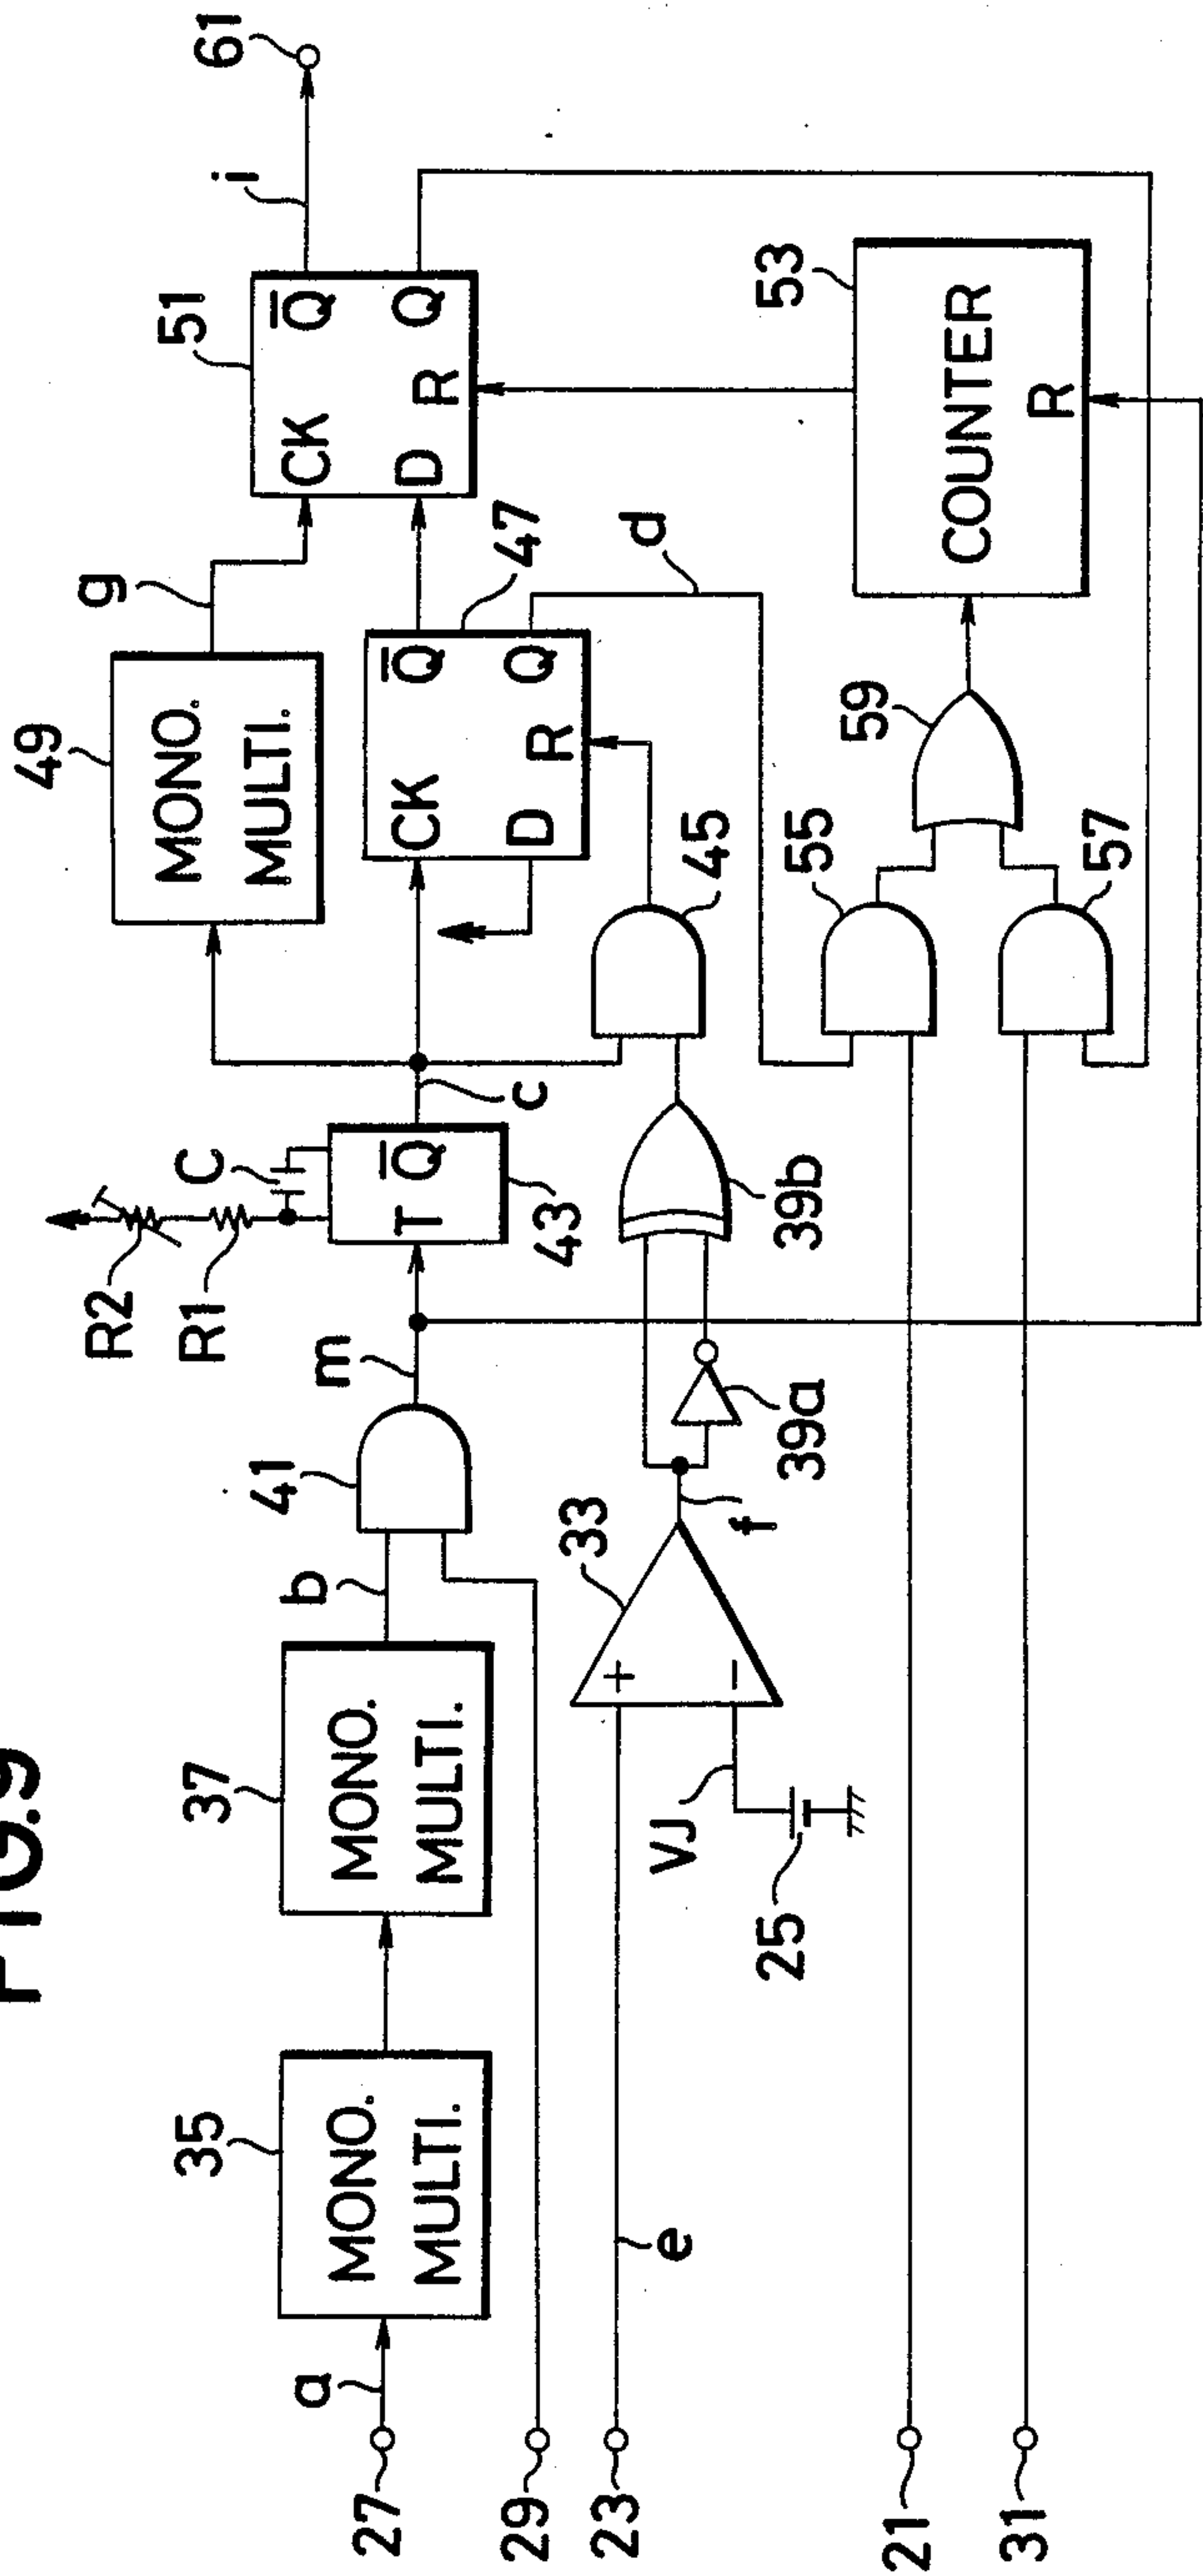 FIG.9
27
a
35
MONO.
MULTI.
37
MONO.
MULTI.
b
41
m
R2
R1
C
T
Q̅
43
c
49
MONO.
MULTI.
g
CK
D
R
Q̅
Q
47
d
51
CK
D
R
Q̅
Q
i
61
29
23
e
33
+
−
VJ
25
f
39a
39b
45
21
31
55
57
59
COUNTER
R
53